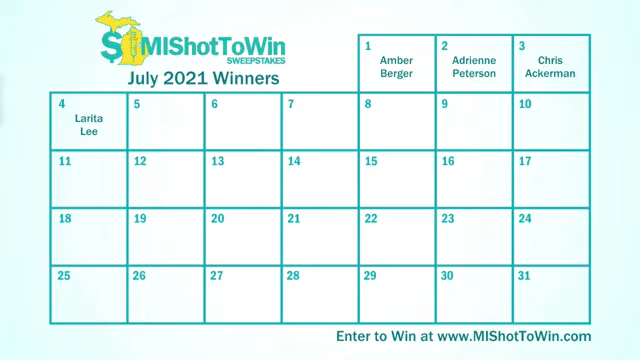 $ MIShotToWin
SWEEPSTAKES
July 2021 Winners
1 2 3
Amber Adrienne Chris
Berger Peterson Ackerman
4 5 6 7 8 9 10
Larita
Lee
11 12 13 14 15 16 17
18 19 20 21 22 23 24
25 26 27 28 29 30 31
Enter to Win at www.MIShotToWin.com